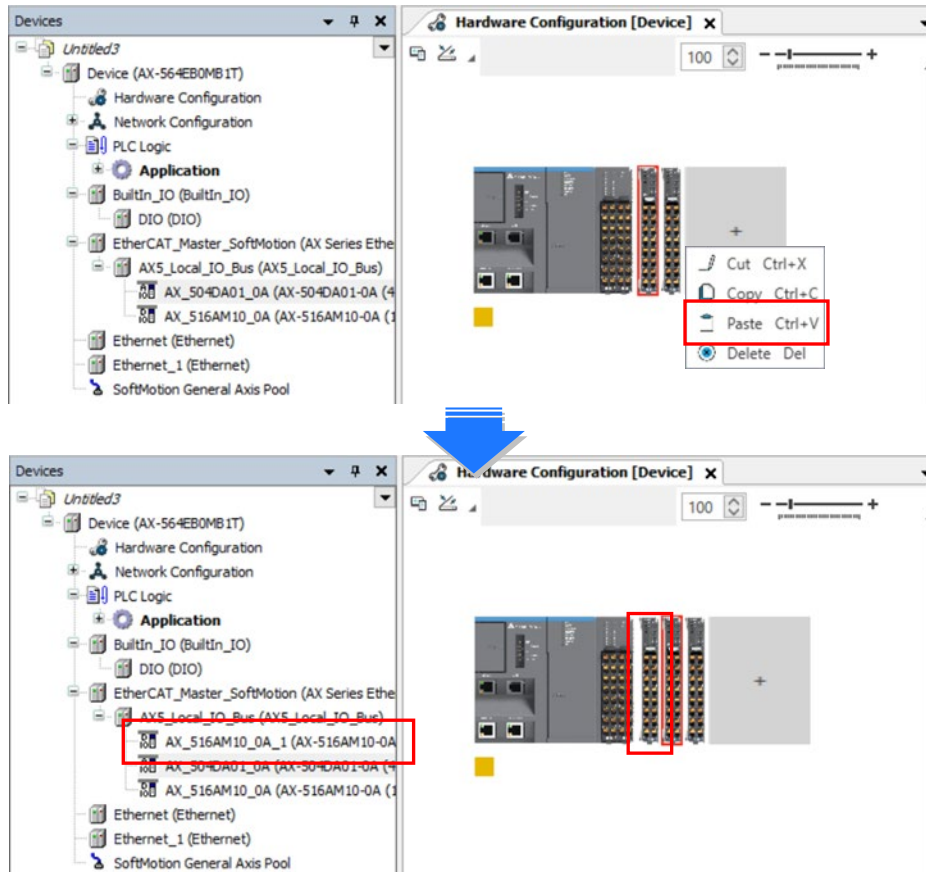 Devices
Untitled3
Device (AX-564EB0MB1T)
Hardware Configuration
Network Configuration
PLC Logic
Application
BuiltIn_IO (BuiltIn_IO)
DIO (DIO)
EtherCAT_Master_SoftMotion (AX Series Ethe
AX5_Local_IO_Bus (AX5_Local_IO_Bus)
AX_504DA01_0A (AX-504DA01-0A (4
AX_516AM10_0A (AX-516AM10-0A (1
Ethernet (Ethernet)
Ethernet_1 (Ethernet)
SoftMotion General Axis Pool
Hardware Configuration [Device]
100
Cut Ctrl+X
Copy Ctrl+C
Paste Ctrl+V
Delete Del
Devices
Untitled3
Device (AX-564EB0MB1T)
Hardware Configuration
Network Configuration
PLC Logic
Application
BuiltIn_IO (BuiltIn_IO)
DIO (DIO)
EtherCAT_Master_SoftMotion (AX Series Ethe
AX5_Local_IO_Bus (AX5_Local_IO_Bus)
AX_516AM10_0A_1 (AX-516AM10-0A
AX_504DA01_0A (AX-504DA01-0A (4
AX_516AM10_0A (AX-516AM10-0A (1
Ethernet (Ethernet)
Ethernet_1 (Ethernet)
SoftMotion General Axis Pool
Hardware Configuration [Device]
100